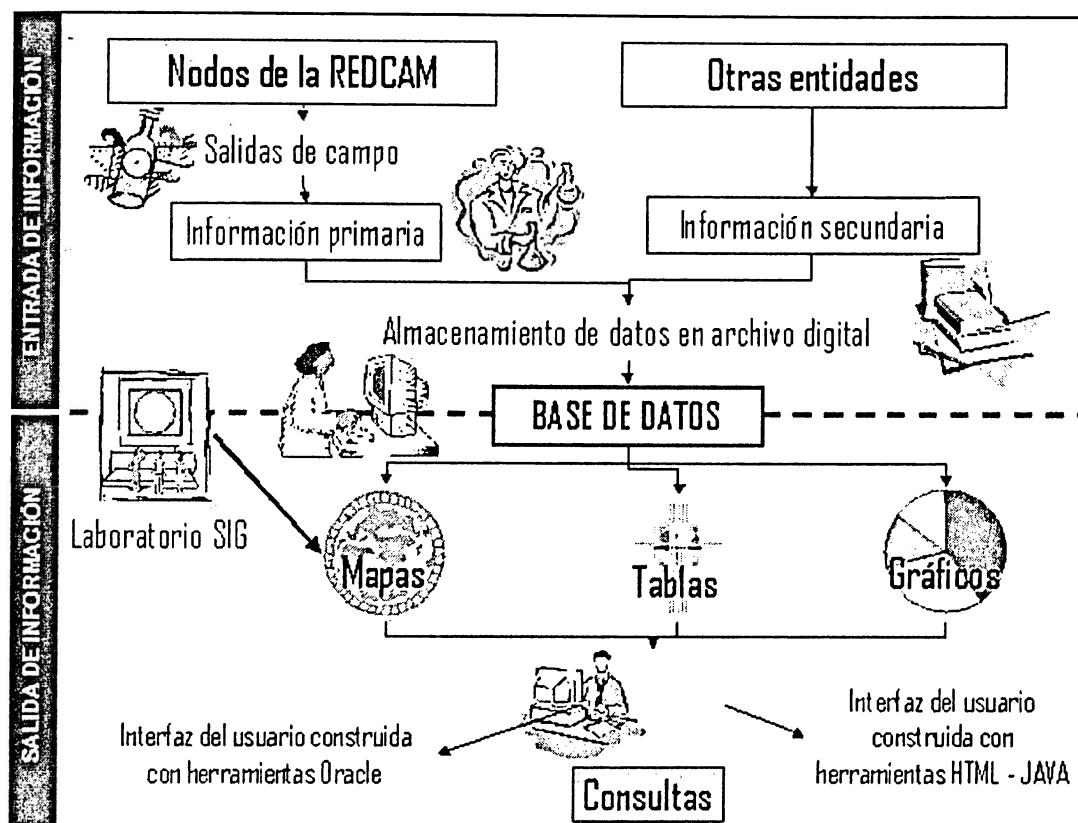 ENTRADA DE INFORMACIÓN
Nodos de la REDCAM
Otras entidades
Salidas de campo
Información primaria
Información secundaria
Almacenamiento de datos en archivo digital
BASE DE DATOS
SALIDA DE INFORMACIÓN
Laboratorio SIG
Mapas
Tablas
Gráficos
Interfaz del usuario construida
con herramientas Oracle
Interfaz del usuario
construida con
herramientas HTML - JAVA
Consultas